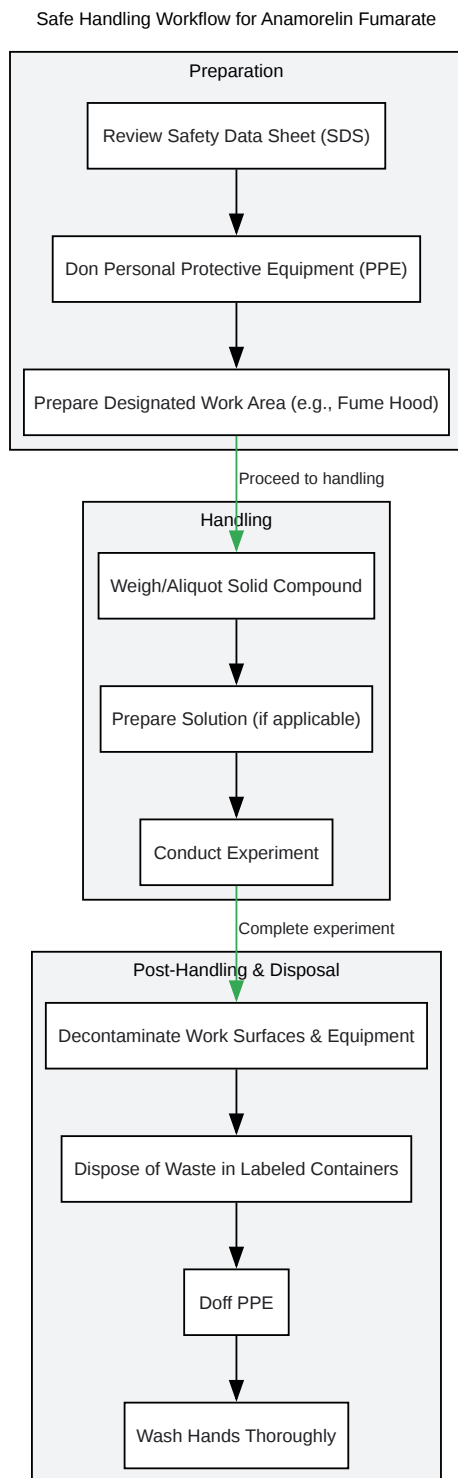 Safe Handling Workflow for Anamorelin Fumarate
Preparation
Review Safety Data Sheet (SDS)
Don Personal Protective Equipment (PPE)
Prepare Designated Work Area (e.g., Fume Hood)
Proceed to handling
Handling
Weigh/Aliquot Solid Compound
Prepare Solution (if applicable)
Conduct Experiment
Complete experiment
Post-Handling & Disposal
Decontaminate Work Surfaces & Equipment
Dispose of Waste in Labeled Containers
Doff PPE
Wash Hands Thoroughly